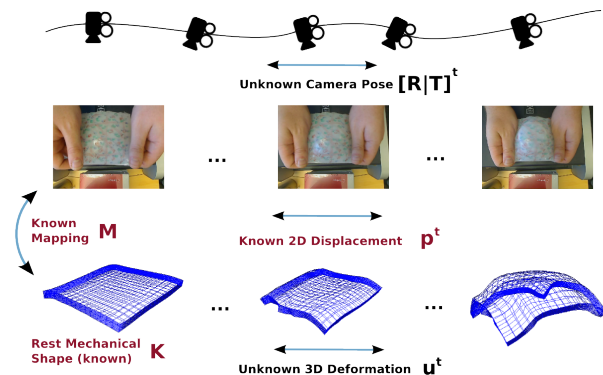 Unknown Camera Pose [R|T]^t
... ...
Known
Mapping M
Known 2D Displacement p^t
... ...
Rest Mechanical
Shape (known) K
Unknown 3D Deformation u^t